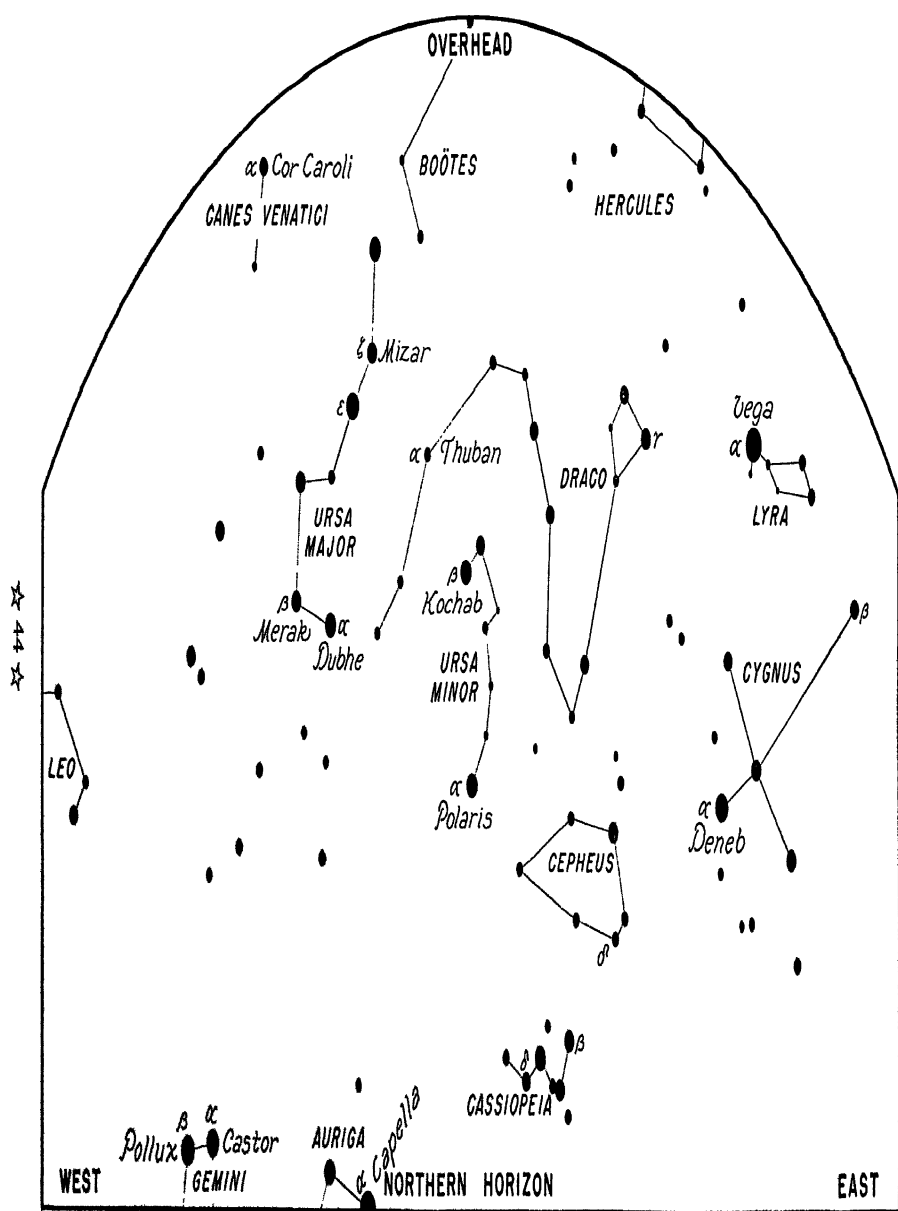 OVERHEAD
α Cor Caroli
CANES VENATICI
BOÖTES
HERCULES
ζ Mizar
ε
α Thuban
γ
DRACO
Vega
α
LYRA
URSA
MAJOR
β
Kochab
β
Merak
α
Dubhe
☆ 44 ☆
URSA
MINOR
β
CYGNUS
LEO
α
Polaris
α
Deneb
CEPHEUS
δ
δ
β
CASSIOPEIA
β
Pollux
α
Castor
GEMINI
AURIGA
α Capella
WEST
NORTHERN HORIZON
EAST